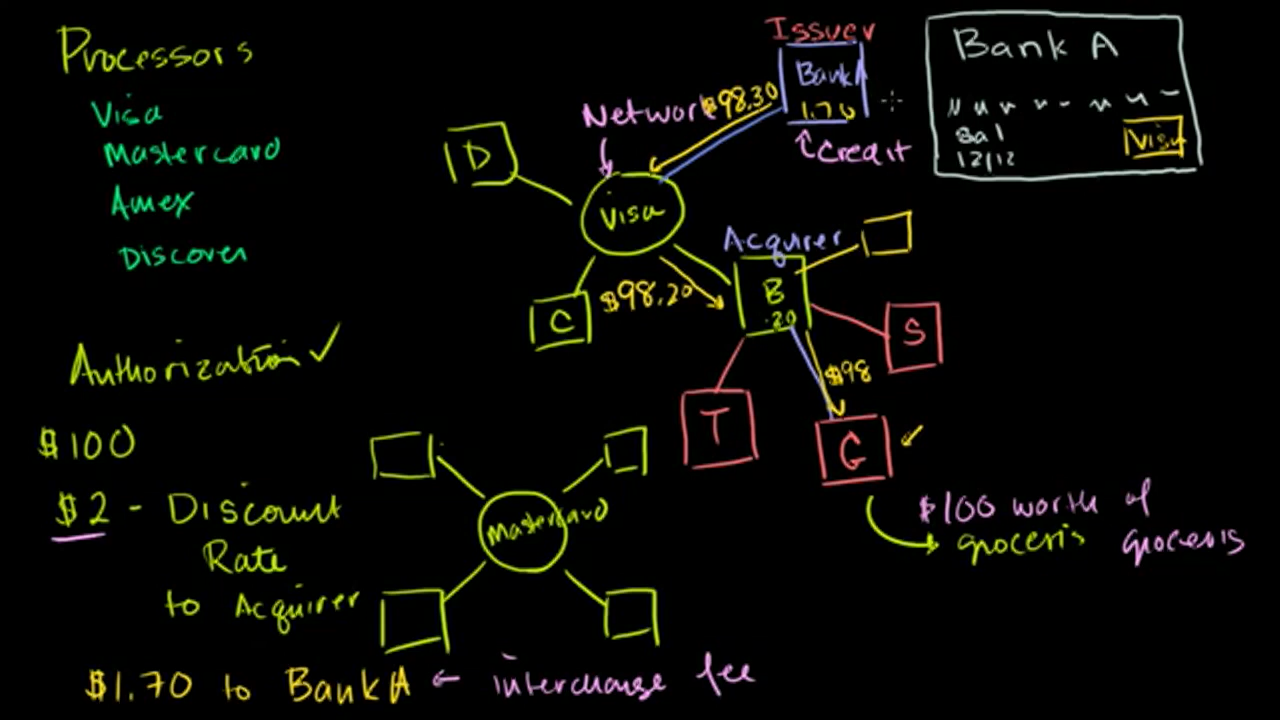 Processors
Visa
Mastercard
Amex
Discover
Issuer
Bank A
1.70
↑Credit
Network
$98.30
Bank A
Sal
12/12
Visa
D
Visa
C
$98.20
Acquirer
B
.20
S
T
$98
G
Authorization ✓
$100
$2 - Discount
Rate
to Acquirer
Mastercard
$100 worth of
groceris groceris
$1.70 to Bank A ← interchange fee